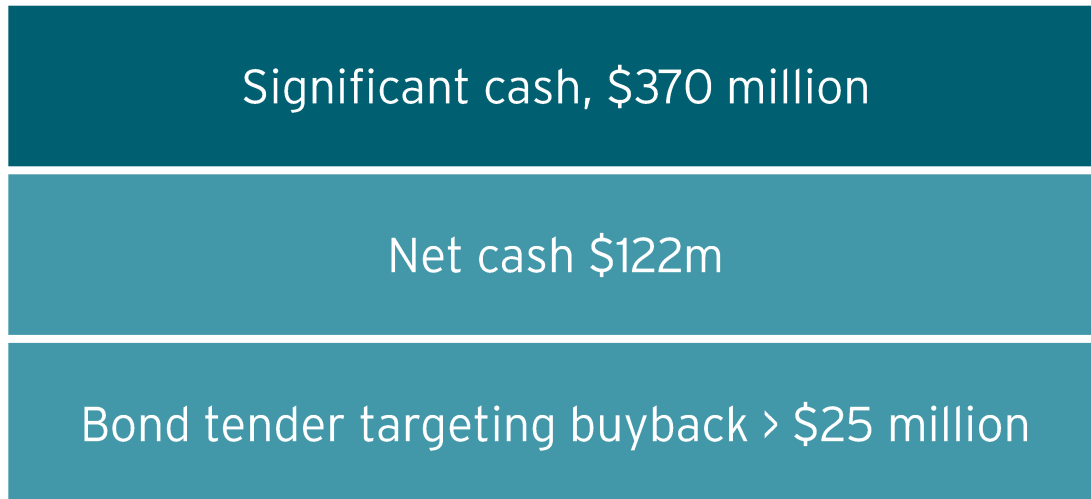 Significant cash, $370 million
Net cash $122m
Bond tender targeting buyback > $25 million